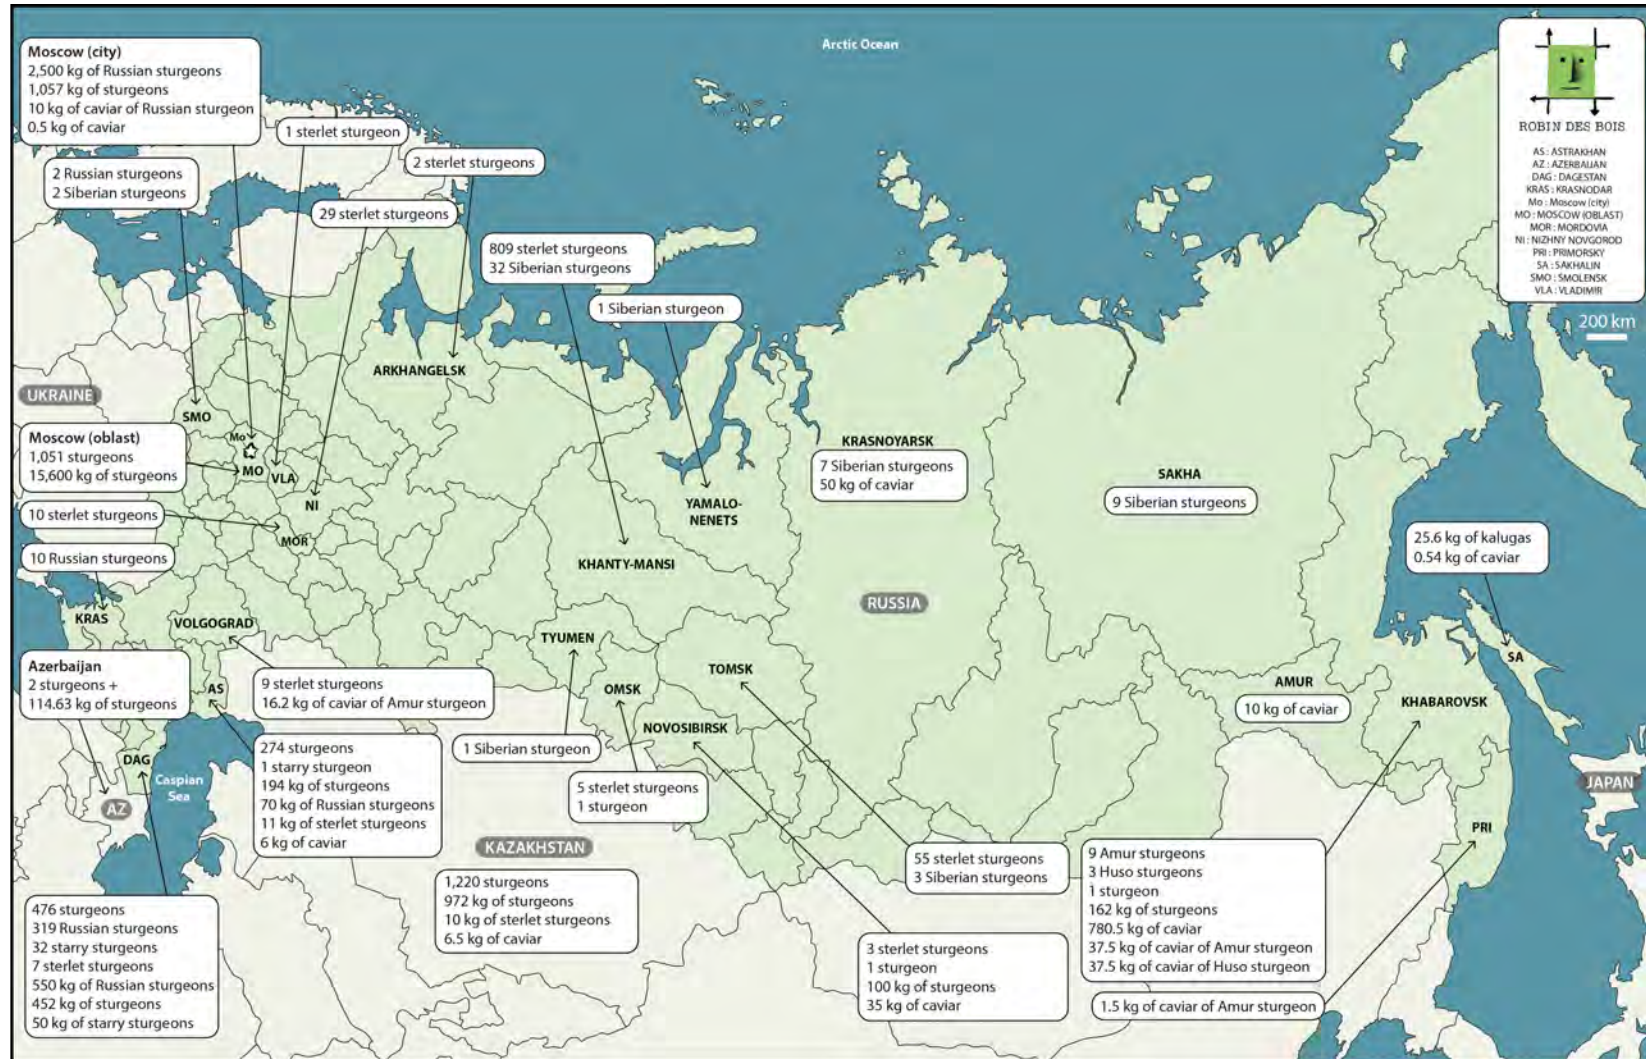 Arctic Ocean
Moscow (city)
2,500 kg of Russian sturgeons
1,057 kg of sturgeons
10 kg of caviar of Russian sturgeon
0.5 kg of caviar
1 sterlet sturgeon
2 sterlet sturgeons
2 Russian sturgeons
2 Siberian sturgeons
29 sterlet sturgeons
809 sterlet sturgeons
32 Siberian sturgeons
1 Siberian sturgeon
ROBIN DES BOIS
AS : ASTRAKHAN
AZ : AZERBAIJAN
DAG : DAGESTAN
KRAS : KRASNODAR
Mo : Moscow (city)
MO : MOSCOW (OBLAST)
MOR : MORDOVIA
NI : NIZHNY NOVGOROD
PRI : PRIMORSKY
SA : SAKHALIN
SMO : SMOLENSK
VLA : VLADIMIR
200 km
ARKHANGELSK
UKRAINE
SMO
Mo
Moscow (oblast)
1,051 sturgeons
15,600 kg of sturgeons
MO
VLA
NI
KRASNOYARSK
7 Siberian sturgeons
50 kg of caviar
SAKHA
9 Siberian sturgeons
YAMALO-
NENETS
10 sterlet sturgeons
MOR
10 Russian sturgeons
KHANTY-MANSI
25.6 kg of kalugas
0.54 kg of caviar
RUSSIA
KRAS
VOLGOGRAD
TYUMEN
SA
Azerbaijan
2 sturgeons +
114.63 kg of sturgeons
AS
9 sterlet sturgeons
16.2 kg of caviar of Amur sturgeon
OMSK
TOMSK
AMUR
10 kg of caviar
KHABAROVSK
NOVOSIBIRSK
1 Siberian sturgeon
DAG
Caspian
Sea
AZ
274 sturgeons
1 starry sturgeon
194 kg of sturgeons
70 kg of Russian sturgeons
11 kg of sterlet sturgeons
6 kg of caviar
5 sterlet sturgeons
1 sturgeon
JAPAN
PRI
KAZAKHSTAN
1,220 sturgeons
972 kg of sturgeons
10 kg of sterlet sturgeons
6.5 kg of caviar
55 sterlet sturgeons
3 Siberian sturgeons
9 Amur sturgeons
3 Huso sturgeons
1 sturgeon
162 kg of sturgeons
780.5 kg of caviar
37.5 kg of caviar of Amur sturgeon
37.5 kg of caviar of Huso sturgeon
476 sturgeons
319 Russian sturgeons
32 starry sturgeons
7 sterlet sturgeons
550 kg of Russian sturgeons
452 kg of sturgeons
50 kg of starry sturgeons
3 sterlet sturgeons
1 sturgeon
100 kg of sturgeons
35 kg of caviar
1.5 kg of caviar of Amur sturgeon